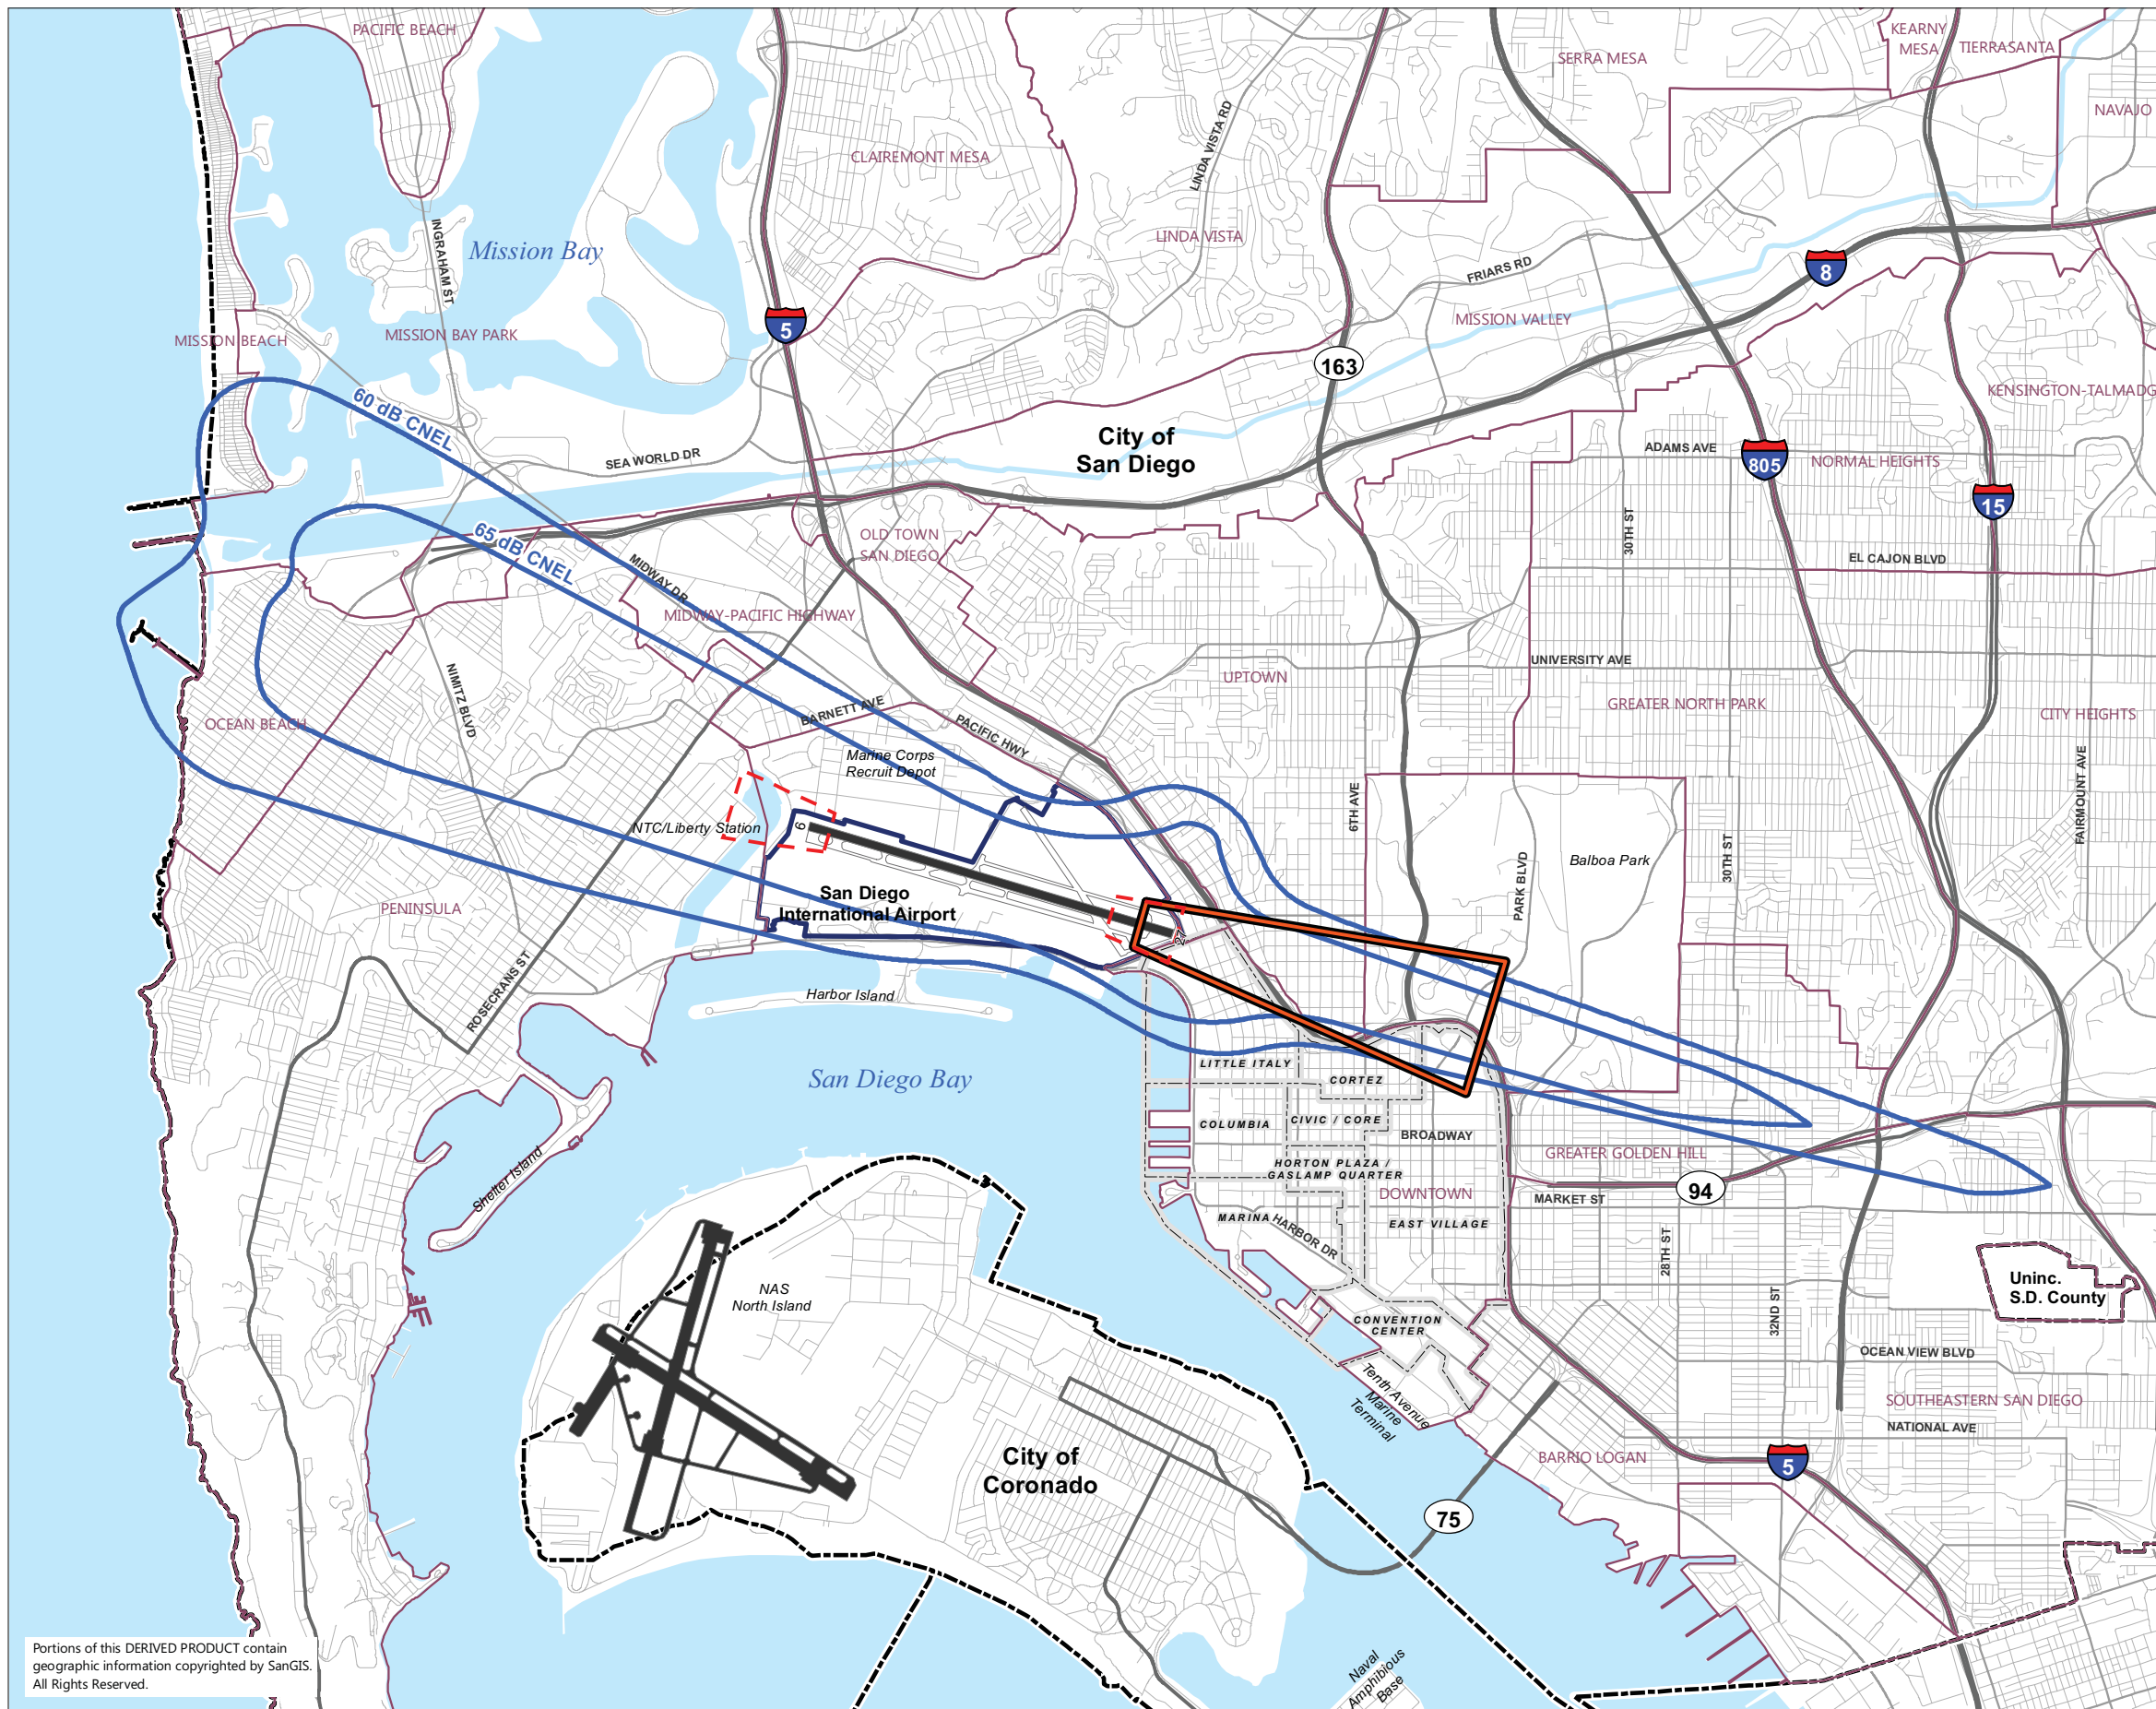 PACIFIC BEACH
KEARNY
MESA
TIERRASANTA
SERRA MESA
NAVAJO
CLAIREMONT MESA
LINDA VISTA RD
LINDA VISTA
INGRAHAM ST
Mission Bay
FRIARS RD
8
MISSION VALLEY
5
MISSION BEACH
MISSION BAY PARK
163
KENSINGTON-TALMADG
60 dB CNEL
City of
San Diego
SEA WORLD DR
ADAMS AVE
805
NORMAL HEIGHTS
15
65 dB CNEL
OLD TOWN
SAN DIEGO
30TH ST
EL CAJON BLVD
MIDWAY DR
MIDWAY-PACIFIC HIGHWAY
UNIVERSITY AVE
UPTOWN
NIMITZ BLVD
OCEAN BEACH
BARNETT AVE
PACIFIC HWY
GREATER NORTH PARK
CITY HEIGHTS
Marine Corps
Recruit Depot
6TH AVE
FAIRMOUNT AVE
NTC/Liberty Station
9
Balboa Park
30TH ST
PARK BLVD
San Diego
International Airport
27
PENINSULA
ROSECRANS ST
Harbor Island
San Diego Bay
LITTLE ITALY
CORTEZ
COLUMBIA
CIVIC / CORE
BROADWAY
GREATER GOLDEN HILL
HORTON PLAZA /
GASLAMP QUARTER
DOWNTOWN
94
MARKET ST
Shelter Island
MARINA
HARBOR DR
EAST VILLAGE
28TH ST
NAS
North Island
Uninc.
S.D. County
32ND ST
CONVENTION
CENTER
OCEAN VIEW BLVD
Tenth Avenue
Marine
Terminal
SOUTHEASTERN SAN DIEGO
NATIONAL AVE
City of
Coronado
BARRIO LOGAN
5
75
Naval
Amphibious
Base
Portions of this DERIVED PRODUCT contain
geographic information copyrighted by SanGIS.
All Rights Reserved.